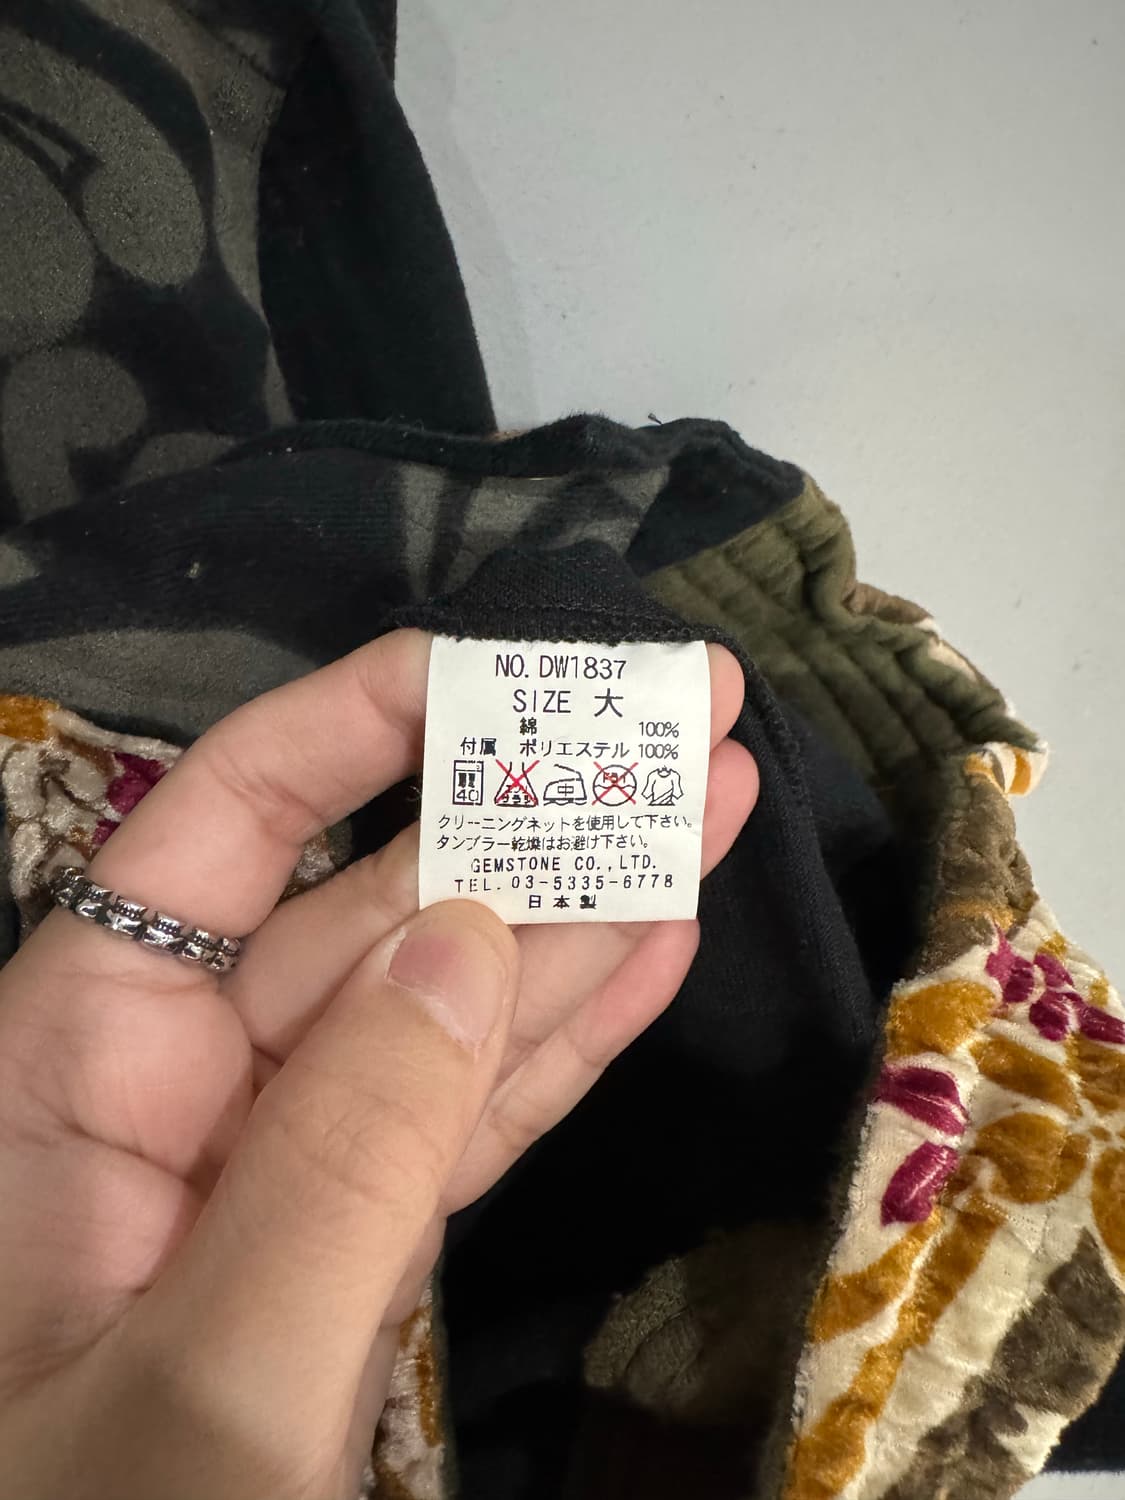 NO. DW1837
SIZE 大
綿 100%
付属 ポリエステル 100%
40
クリーニングネットを使用して下さい。
タンブラー乾燥はお避け下さい。
GEMSTONE CO.,LTD.
TEL. 03-5335-6778
日本製